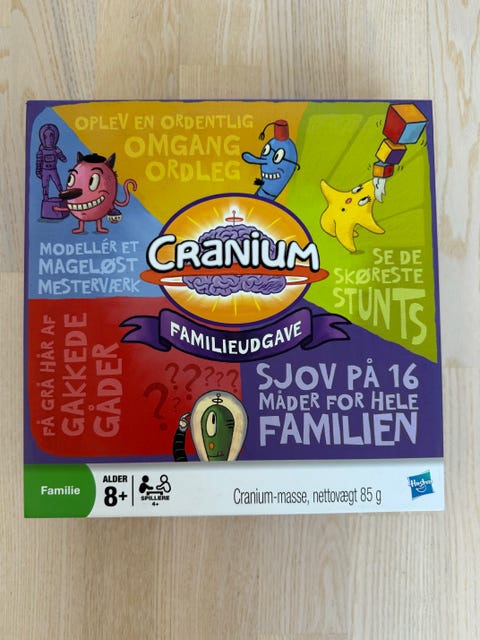 OPLEV EN ORDENTLIG
OMGANG
ORDLEG
MODELLÉR ET
MAGELØST
MESTERVÆRK
CRANIUM
FAMILIEUDGAVE
SE DE
SKØRESTE
STUNTS
FÅ GRÅ HÅR AF
GAKKEDE
GÅDER
?????
SJOV PÅ 16
MÅDER FOR HELE
FAMILIEN
Familie
ALDER
8+
SPILLERE
4+
Cranium-masse, nettovægt 85 g
Hasbro